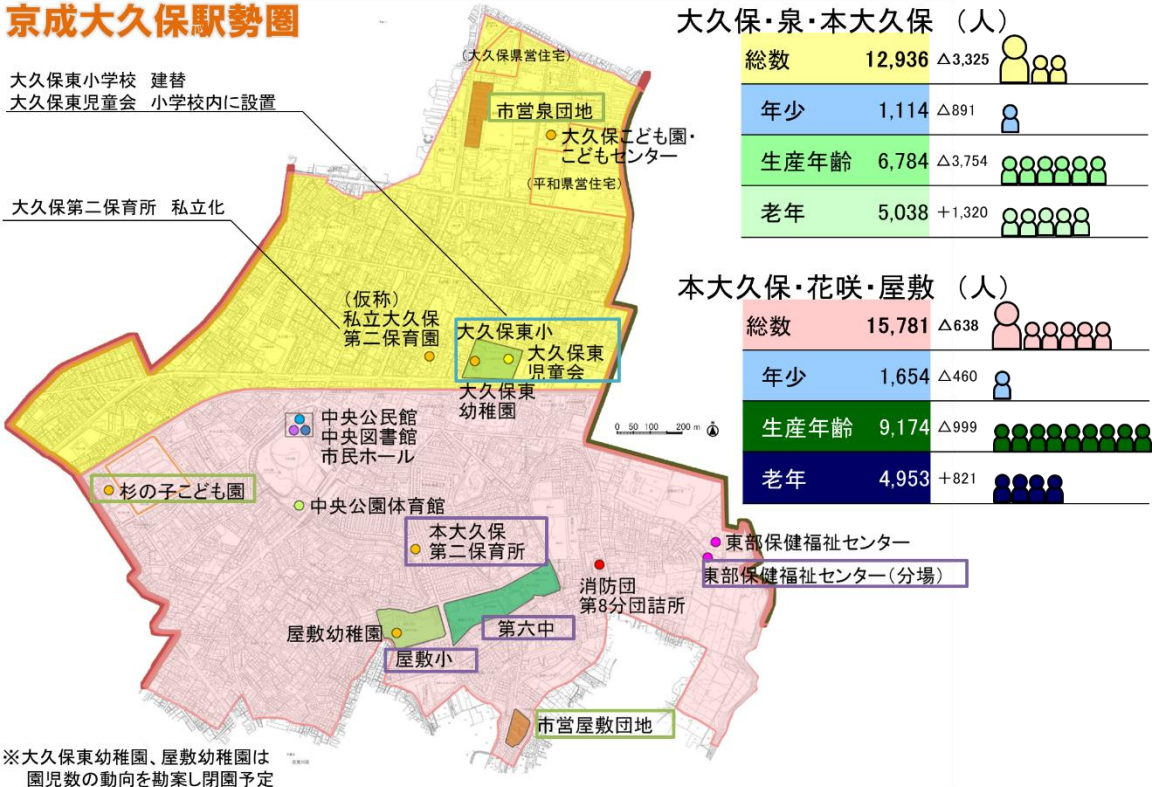 京成大久保駅勢圏
大久保東小学校 建替
大久保東児童会 小学校内に設置
大久保第二保育所 私立化
(大久保県営住宅)
市営泉団地
大久保こども園・
こどもセンター
(平和県営住宅)
(仮称)
私立大久保
第二保育園
大久保東小
大久保東
児童会
大久保東
幼稚園
中央公民館
中央図書館
市民ホール
0 50 100 200 m
杉の子こども園
中央公園体育館
本大久保
第二保育所
東部保健福祉センター
東部保健福祉センター(分場)
消防団
第8分団詰所
屋敷幼稚園
第六中
屋敷小
市営屋敷団地
※大久保東幼稚園、屋敷幼稚園は
園児数の動向を勘案し閉園予定
大久保・泉・本大久保 (人)
総数 12,936 △3,325
年少 1,114 △891
生産年齢 6,784 △3,754
老年 5,038 +1,320
本大久保・花咲・屋敷 (人)
総数 15,781 △638
年少 1,654 △460
生産年齢 9,174 △999
老年 4,953 +821